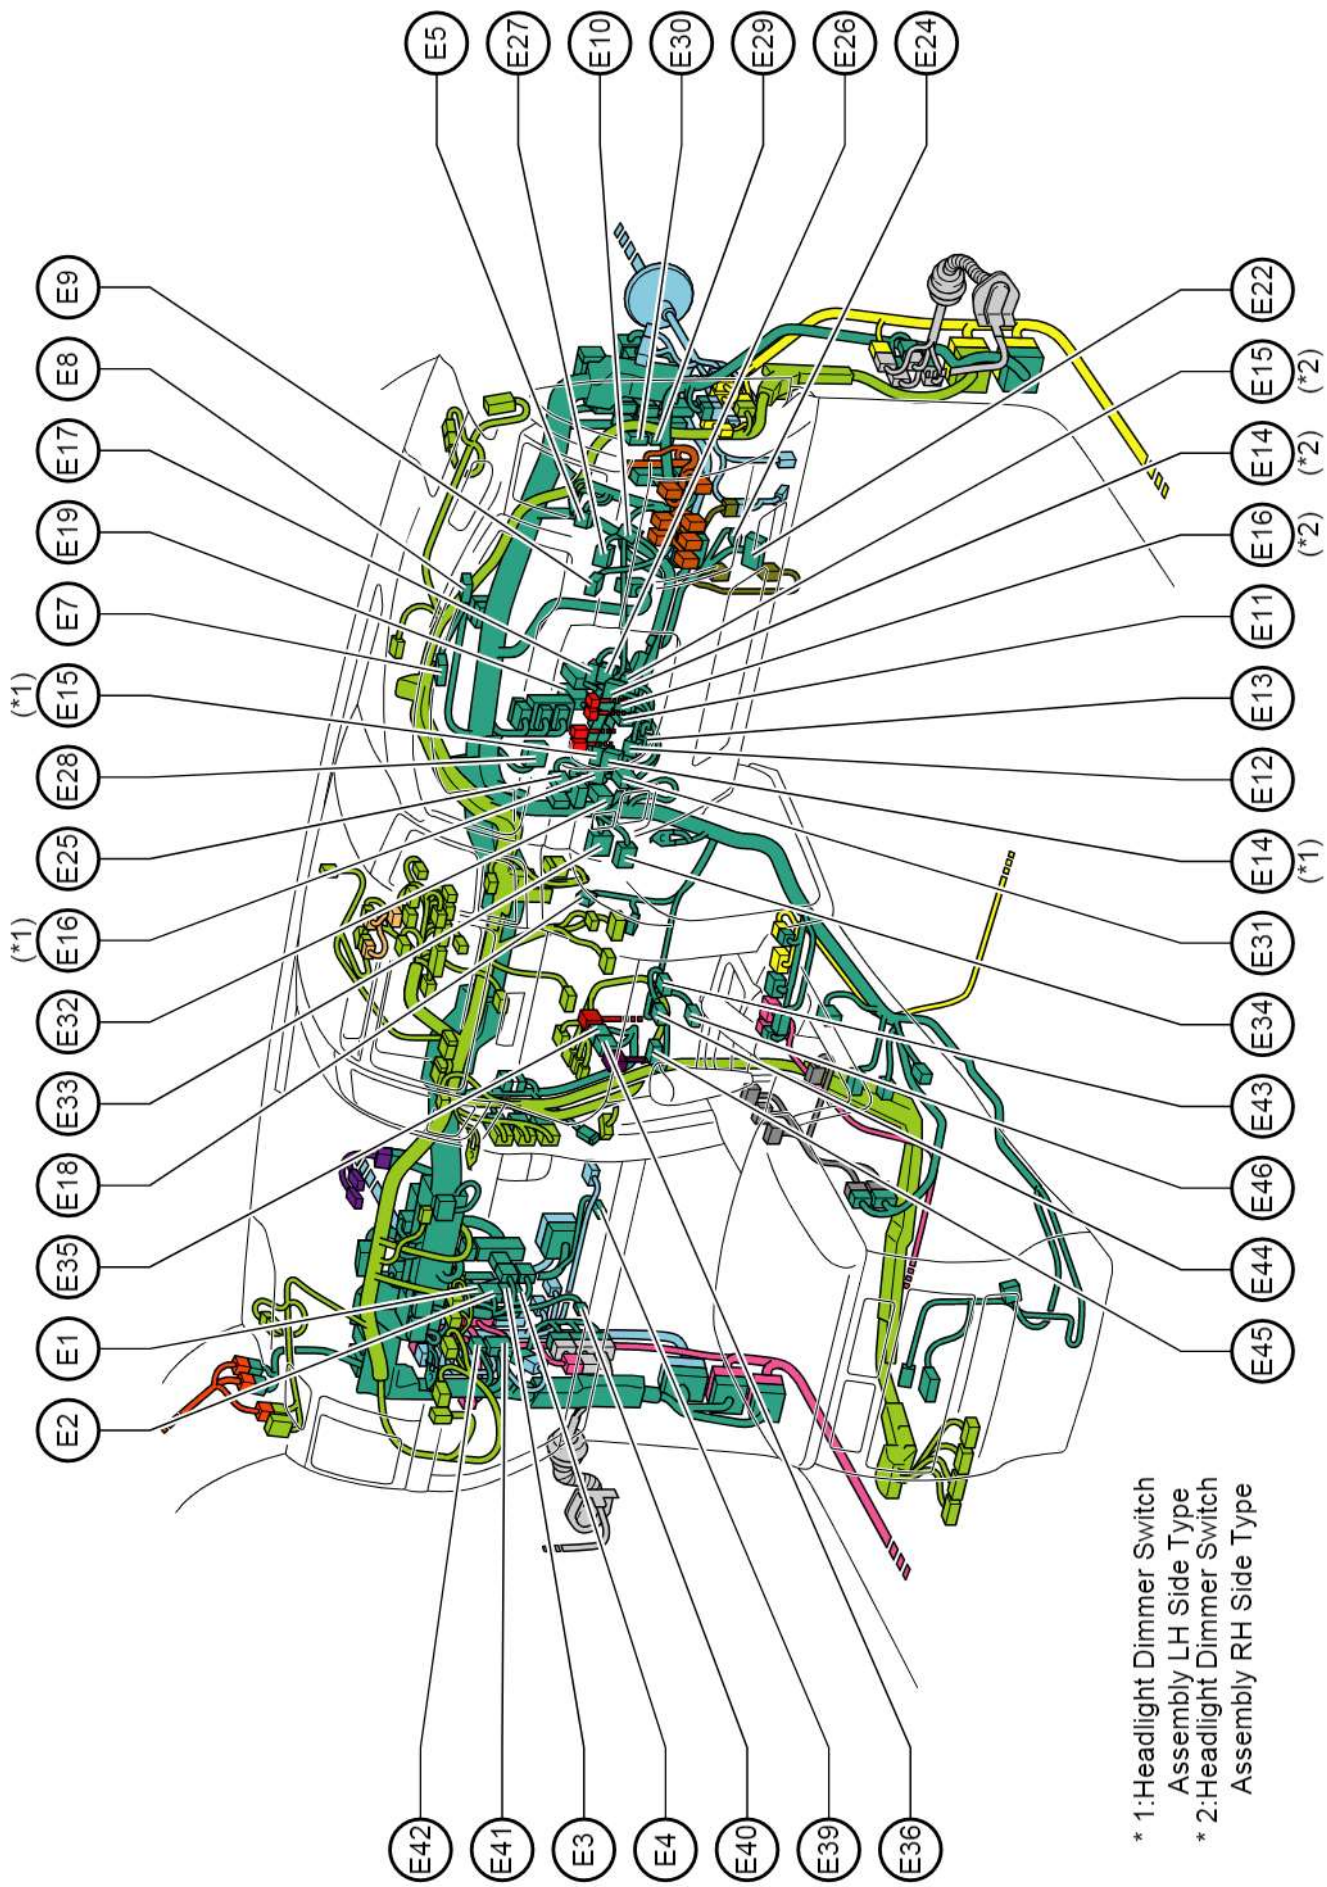 (*1) (*1)
E2 E1 E35 E18 E33 E32 E16 E25 E28 E15 E7 E19 E17 E8 E9
E42 E5
E41 E27
E3 E10
E4 E30
E40 E29
E39 E26
E36 E24
E45 E44 E46 E43 E34 E31 E14 E12 E13 E11 E16 E14 E15 E22
(*1) (*2) (*2) (*2)
* 1:Headlight Dimmer Switch
Assembly LH Side Type
* 2:Headlight Dimmer Switch
Assembly RH Side Type